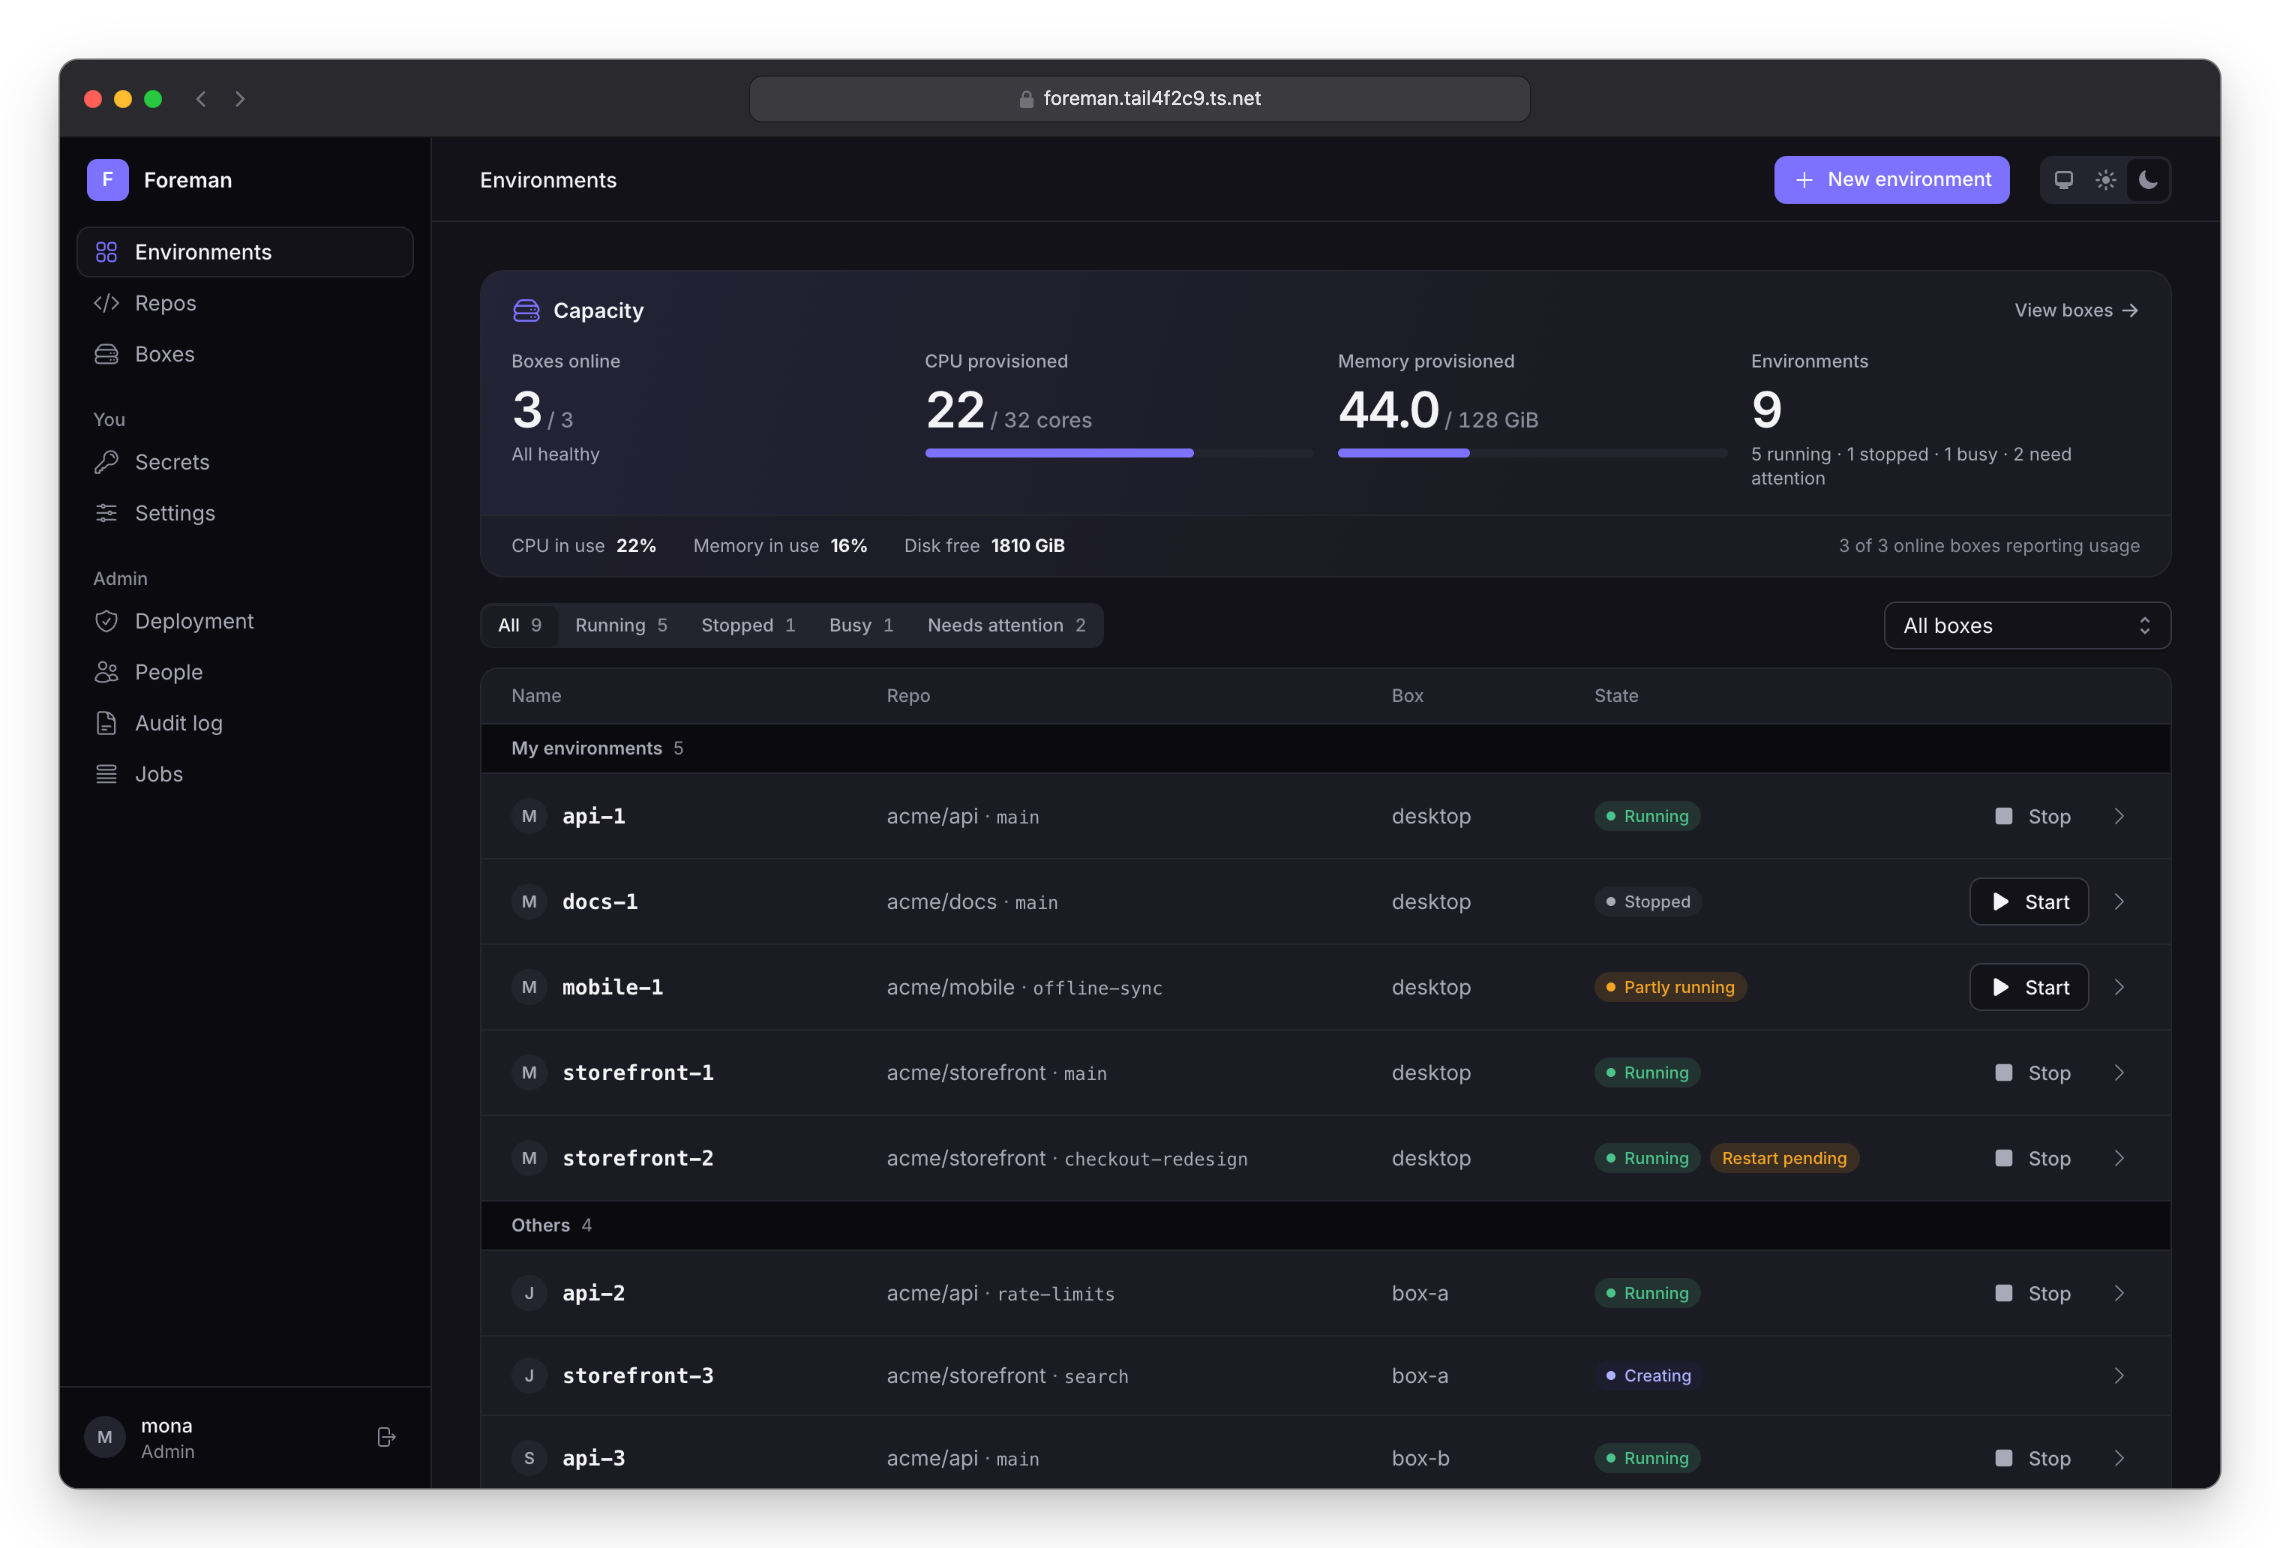 foreman.tail4f2c9.ts.net
F Foreman
Environments
Repos
Boxes
You
Secrets
Settings
Admin
Deployment
People
Audit log
Jobs
M mona
Admin
Environments
New environment
Capacity
View boxes →
Boxes online
3 / 3
All healthy
CPU provisioned
22 / 32 cores
Memory provisioned
44.0 / 128 GiB
Environments
9
5 running · 1 stopped · 1 busy · 2 need
attention
CPU in use 22% Memory in use 16% Disk free 1810 GiB
3 of 3 online boxes reporting usage
All 9 Running 5 Stopped 1 Busy 1 Needs attention 2
All boxes
Name Repo Box State
My environments 5
M api-1 acme/api · main desktop Running Stop
M docs-1 acme/docs · main desktop Stopped Start
M mobile-1 acme/mobile · offline-sync desktop Partly running Start
M storefront-1 acme/storefront · main desktop Running Stop
M storefront-2 acme/storefront · checkout-redesign desktop Running Restart pending Stop
Others 4
J api-2 acme/api · rate-limits box-a Running Stop
J storefront-3 acme/storefront · search box-a Creating
S api-3 acme/api · main box-b Running Stop